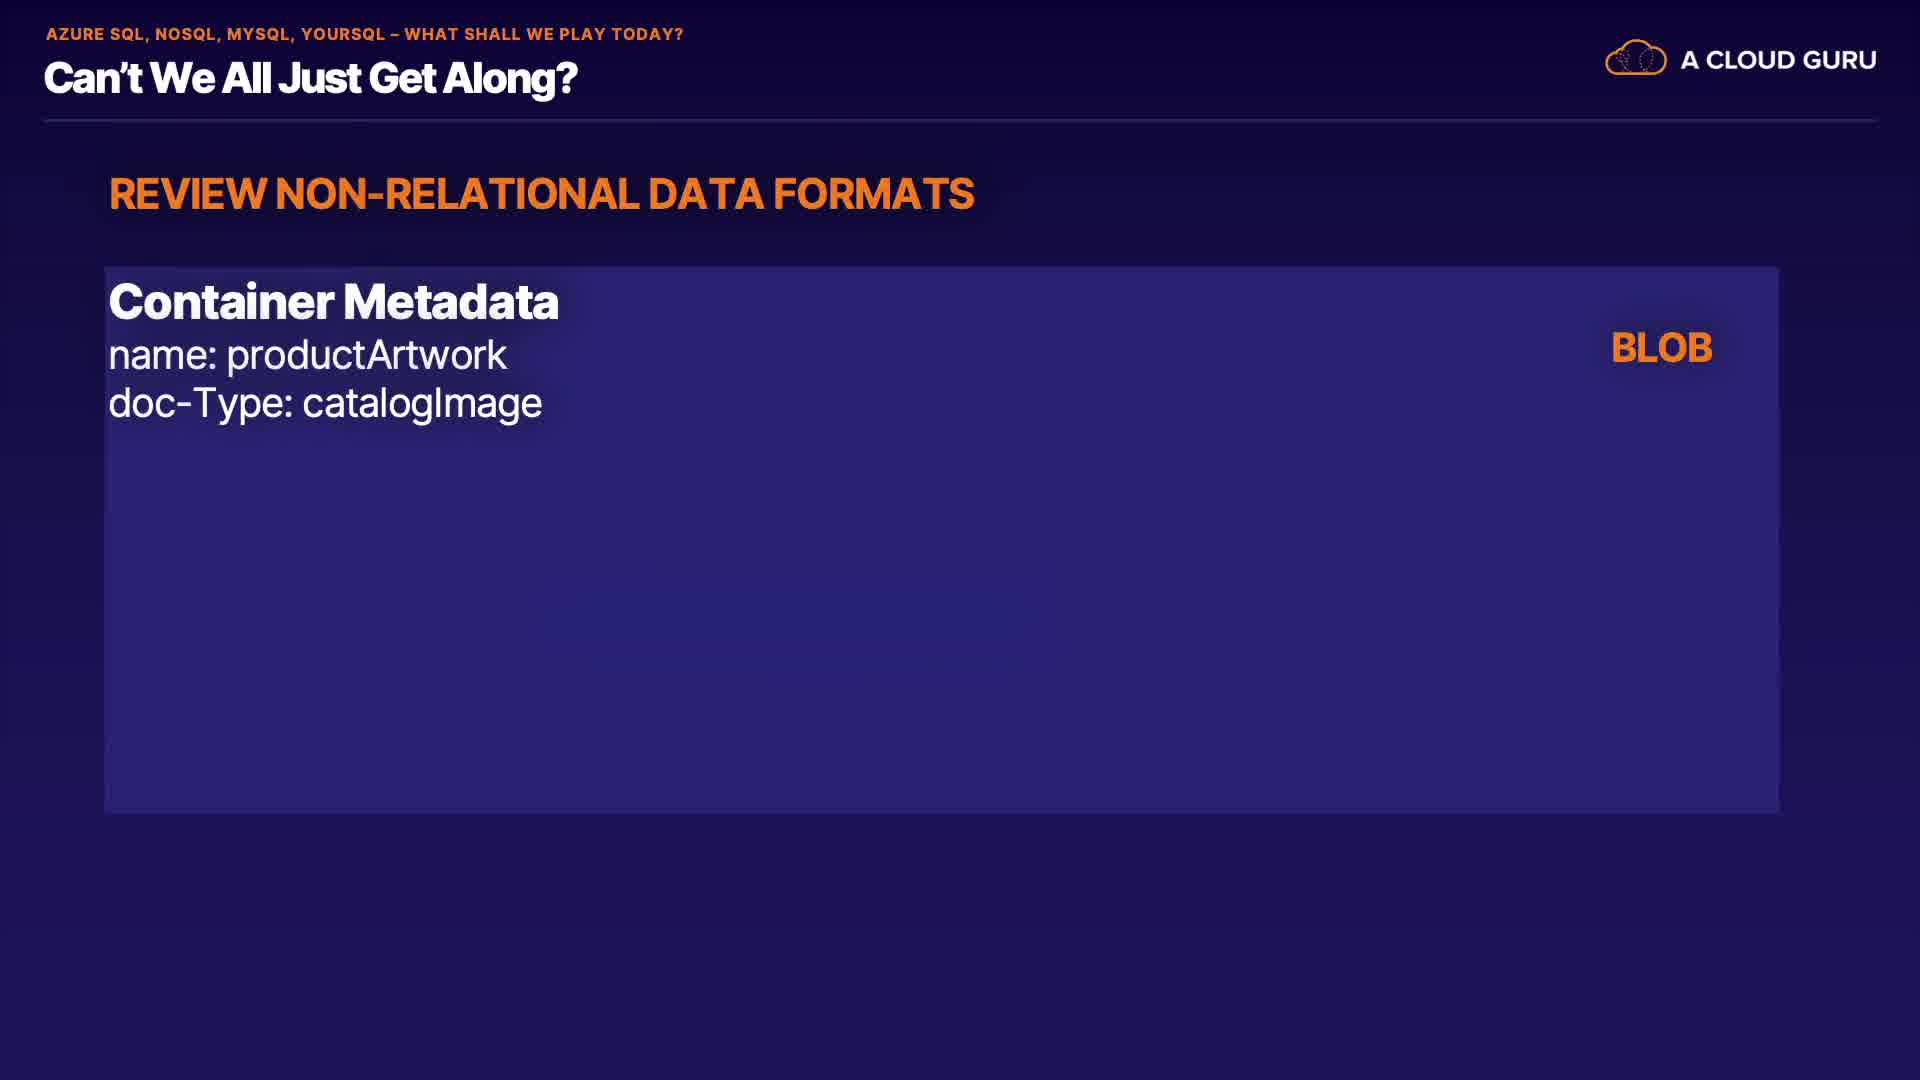 AZURE SQL, NOSQL, MYSQL, YOURSQL – WHAT SHALL WE PLAY TODAY?
Can’t We All Just Get Along?
A CLOUD GURU
REVIEW NON-RELATIONAL DATA FORMATS
Container Metadata
name: productArtwork
doc-Type: catalogImage
BLOB